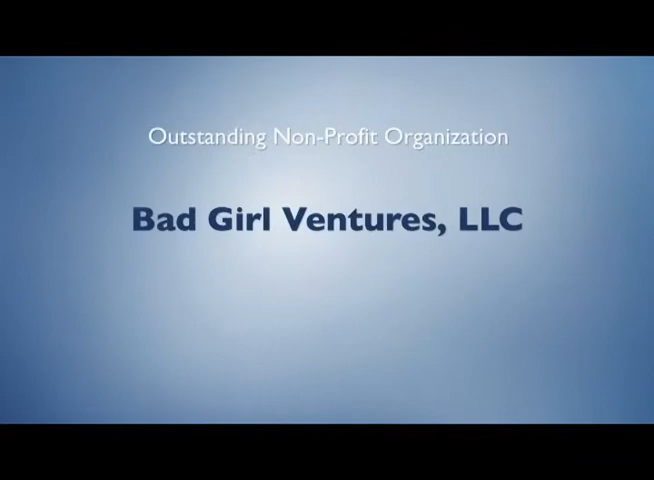 Outstanding Non-Profit Organization
Bad Girl Ventures, LLC